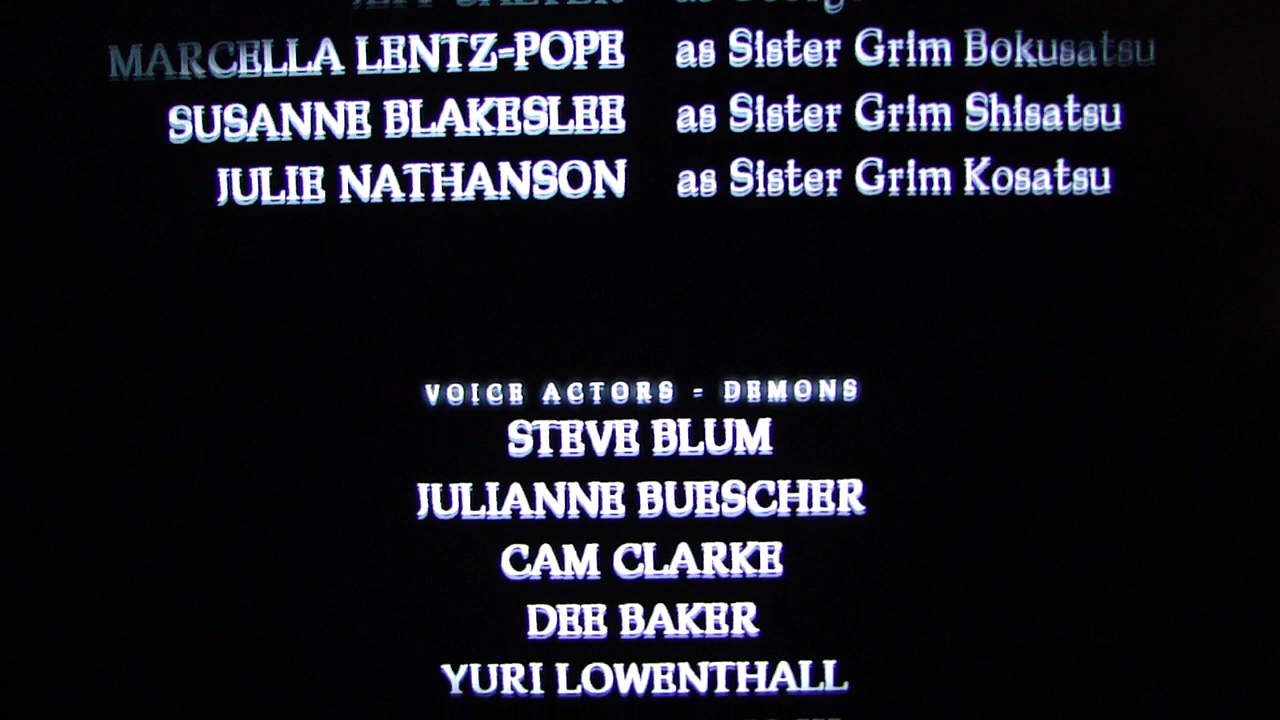 MARCELLA LENTZ-POPE as Sister Grim Bokusatsu
SUSANNE BLAKESLEE as Sister Grim Shisatsu
JULIE NATHANSON as Sister Grim Kosatsu
VOICE ACTORS - DEMONS
STEVE BLUM
JULIANNE BUESCHER
CAM CLARKE
DEE BAKER
YURI LOWENTHALL